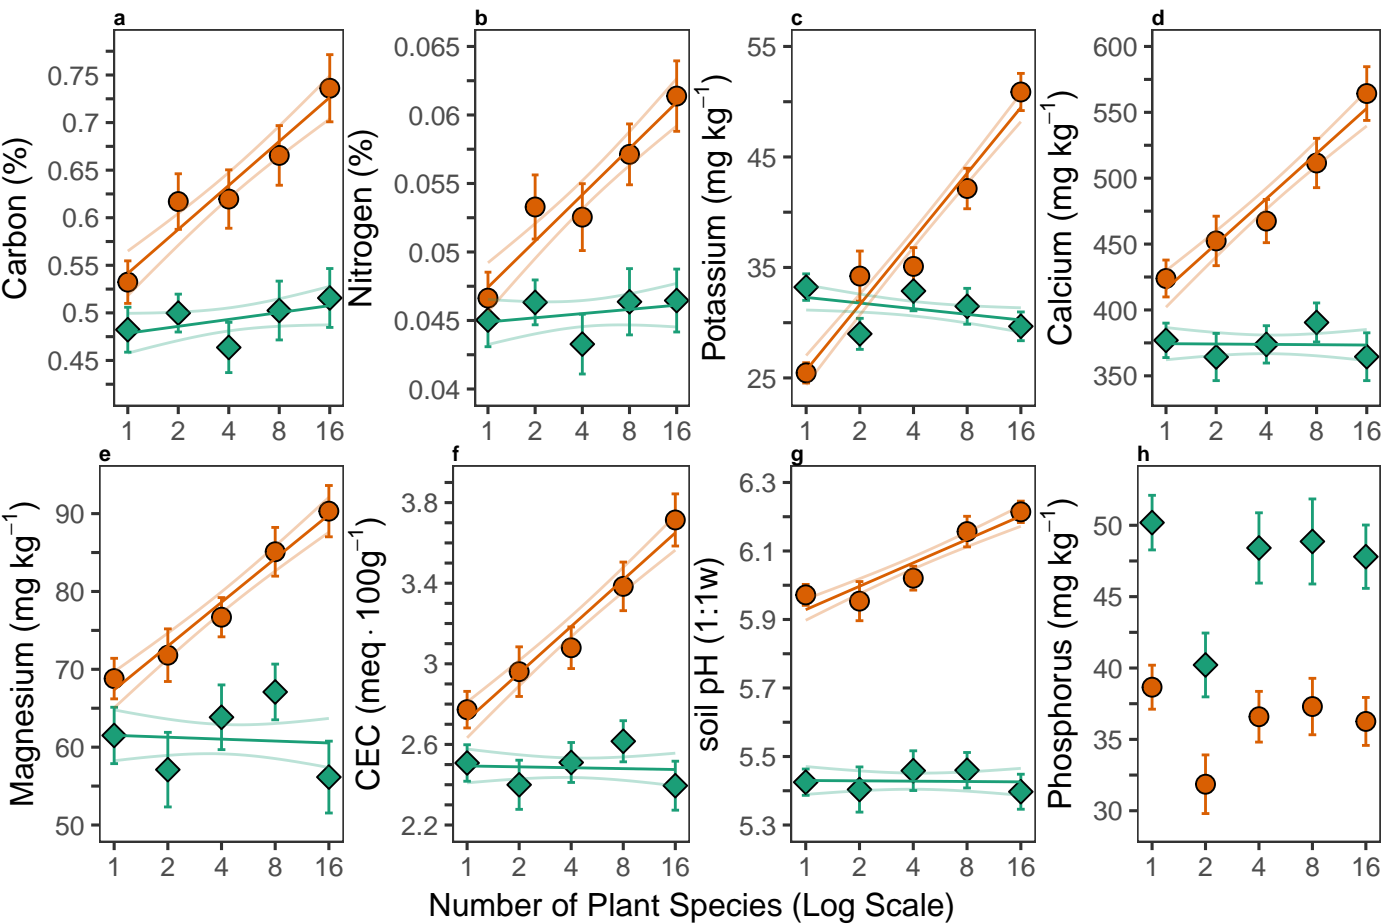 a
Carbon (%)
0.75
0.7
0.65
0.6
0.55
0.5
0.45
1 2 4 8 16
b
Nitrogen (%)
0.065
0.06
0.055
0.05
0.045
0.04
1 2 4 8 16
c
Potassium (mg kg⁻¹)
55
45
35
25
1 2 4 8 16
d
Calcium (mg kg⁻¹)
600
550
500
450
400
350
1 2 4 8 16
e
Magnesium (mg kg⁻¹)
90
80
70
60
50
1 2 4 8 16
f
CEC (meq · 100g⁻¹)
3.8
3.4
3
2.6
2.2
1 2 4 8 16
g
soil pH (1:1w)
6.3
6.1
5.9
5.7
5.5
5.3
1 2 4 8 16
h
Phosphorus (mg kg⁻¹)
50
45
40
35
30
1 2 4 8 16
Number of Plant Species (Log Scale)